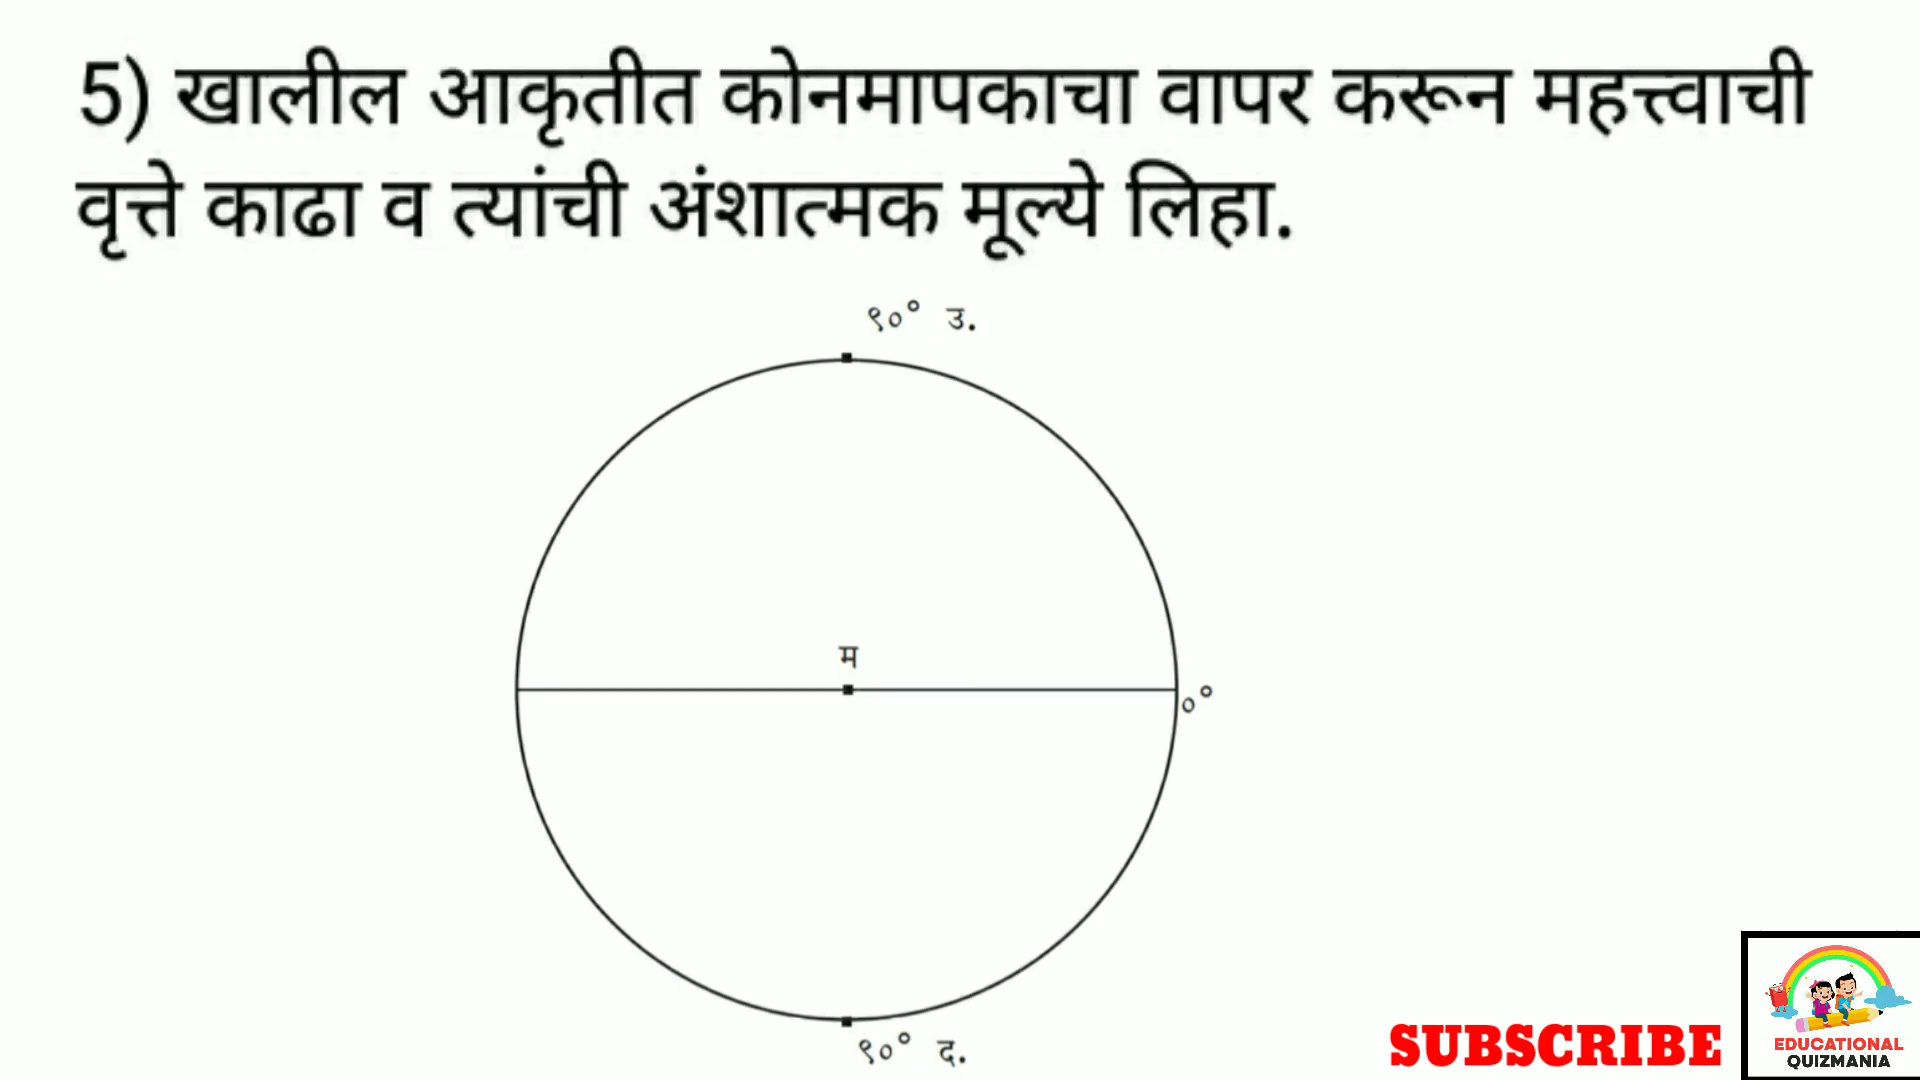 5) खालील आकृतीत कोनमापकाचा वापर करून महत्त्वाची
वृत्ते काढा व त्यांची अंशात्मक मूल्ये लिहा.
९०° उ.
म
०°
९०° द.
SUBSCRIBE
EDUCATIONAL
QUIZMANIA